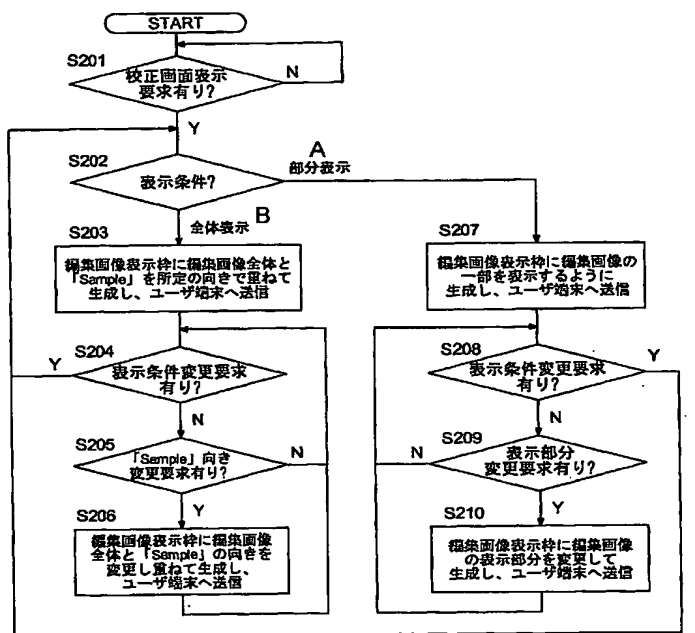 START
S201
校正画面表示
要求有り?
N
Y
S202
表示条件?
A
部分表示
B
全体表示
S203
編集画像表示枠に編集画像全体と
「Sample」を所定の向きで重ねて
生成し、ユーザ端末へ送信
S204
表示条件変更要求
有り?
Y
N
S205
「Sample」向き
変更要求有り?
N
Y
S206
編集画像表示枠に編集画像
全体と「Sample」の向きを
変更し重ねて生成し、
ユーザ端末へ送信
S207
編集画像表示枠に編集画像の
一部を表示するように
生成し、ユーザ端末へ送信
S208
表示条件変更要求
有り?
Y
N
S209
表示部分
変更要求有り?
N
Y
S210
編集画像表示枠に編集画像
の表示部分を変更して
生成し、ユーザ端末へ送信